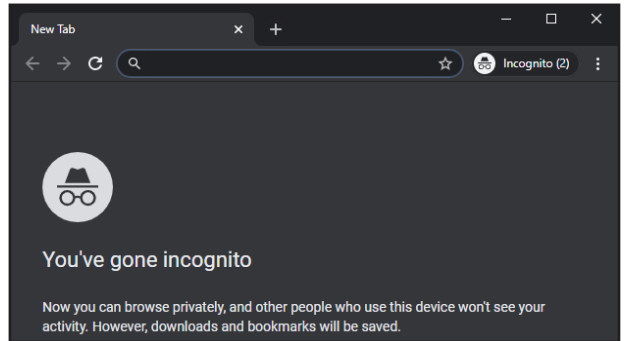 New Tab
Incognito (2)
You've gone incognito
Now you can browse privately, and other people who use this device won't see your
activity. However, downloads and bookmarks will be saved.